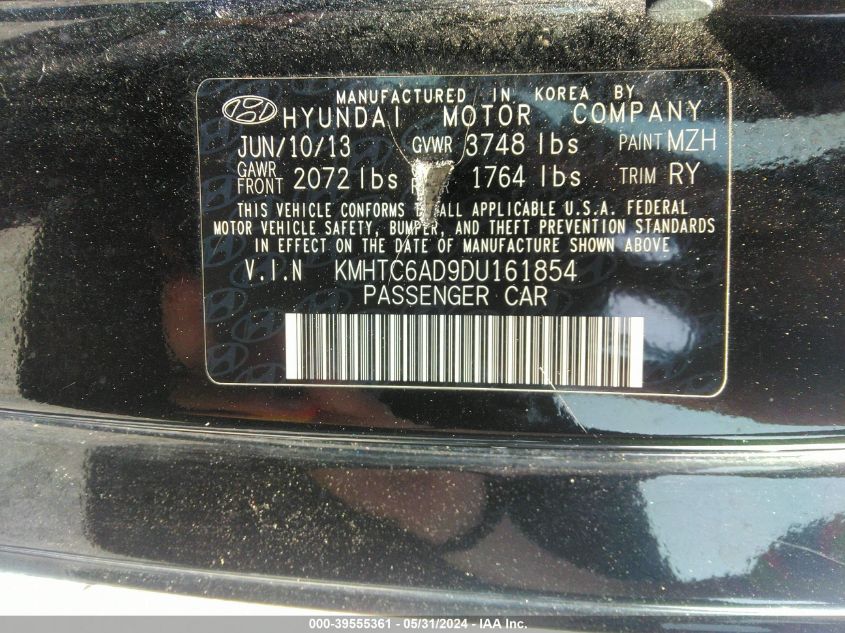 MANUFACTURED IN KOREA BY
HYUNDAI MOTOR COMPANY
JUN/10/13 GVWR 3748 lbs PAINT MZH
GAWR FRONT 2072 lbs 1764 lbs TRIM RY
THIS VEHICLE CONFORMS ALL APPLICABLE U.S.A. FEDERAL
MOTOR VEHICLE SAFETY, BUMPER, AND THEFT PREVENTION STANDARDS
IN EFFECT ON THE DATE OF MANUFACTURE SHOWN ABOVE
V.I.N KMHTC6AD9DU161854
PASSENGER CAR
000-39555361 - 05/31/2024 - IAA Inc.